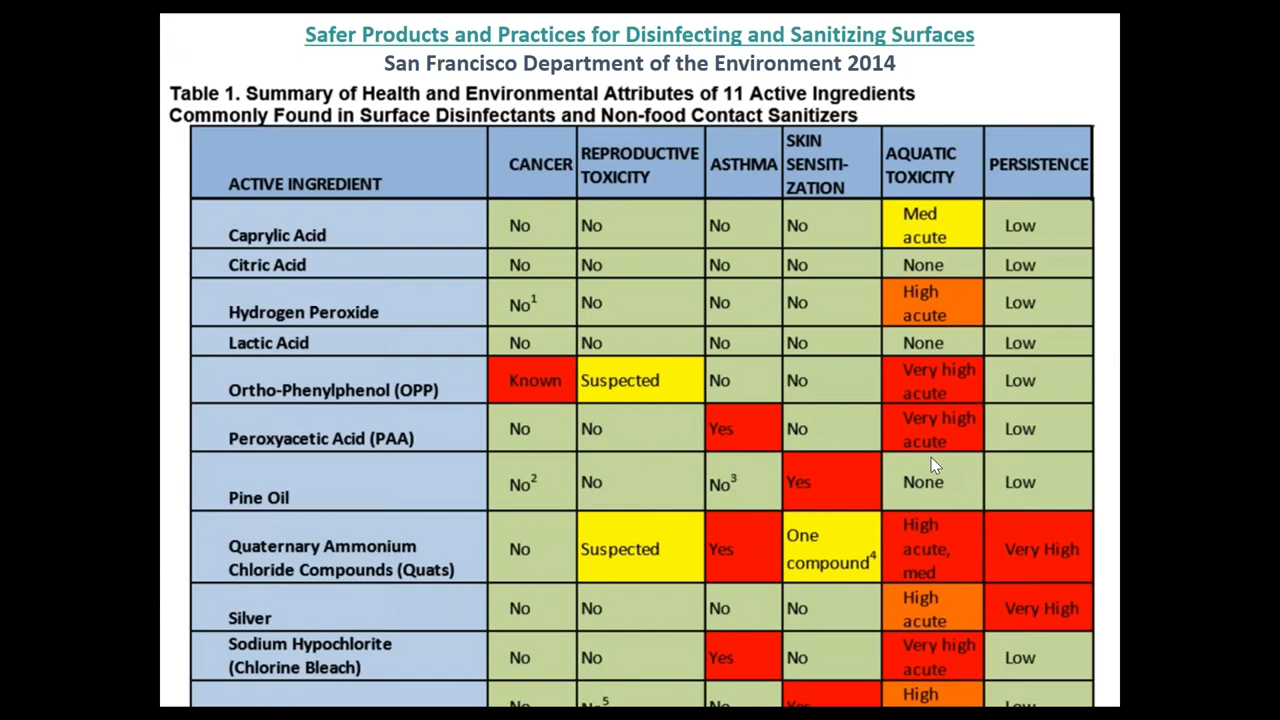 Safer Products and Practices for Disinfecting and Sanitizing Surfaces
San Francisco Department of the Environment 2014
Table 1. Summary of Health and Environmental Attributes of 11 Active Ingredients
Commonly Found in Surface Disinfectants and Non-food Contact Sanitizers
ACTIVE INGREDIENT CANCER REPRODUCTIVE TOXICITY ASTHMA SKIN SENSITI-ZATION AQUATIC TOXICITY PERSISTENCE
Caprylic Acid No No No No Med acute Low
Citric Acid No No No No None Low
Hydrogen Peroxide No¹ No No No High acute Low
Lactic Acid No No No No None Low
Ortho-Phenylphenol (OPP) Known Suspected No No Very high acute Low
Peroxyacetic Acid (PAA) No No Yes No Very high acute Low
Pine Oil No² No No³ Yes None Low
Quaternary Ammonium Chloride Compounds (Quats) No Suspected Yes One compound⁴ High acute, med Very High
Silver No No No No High acute Very High
Sodium Hypochlorite (Chlorine Bleach) No No Yes No Very high acute Low
High